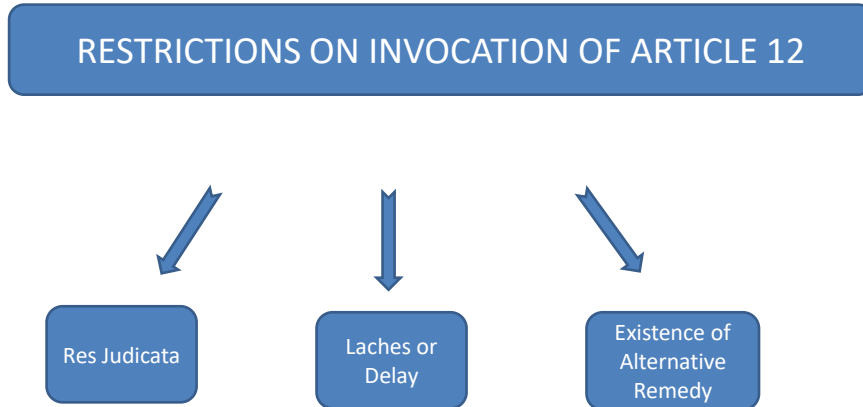 RESTRICTIONS ON INVOCATION OF ARTICLE 12
Res Judicata
Laches or
Delay
Existence of
Alternative
Remedy